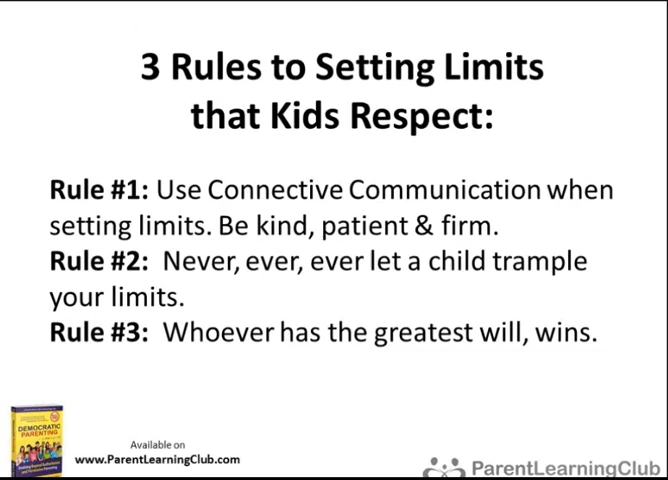 3 Rules to Setting Limits
that Kids Respect:
Rule #1: Use Connective Communication when
setting limits. Be kind, patient & firm.
Rule #2: Never, ever, ever let a child trample
your limits.
Rule #3: Whoever has the greatest will, wins.
DEMOCRATIC
PARENTING
Available on
www.ParentLearningClub.com
ParentLearningClub